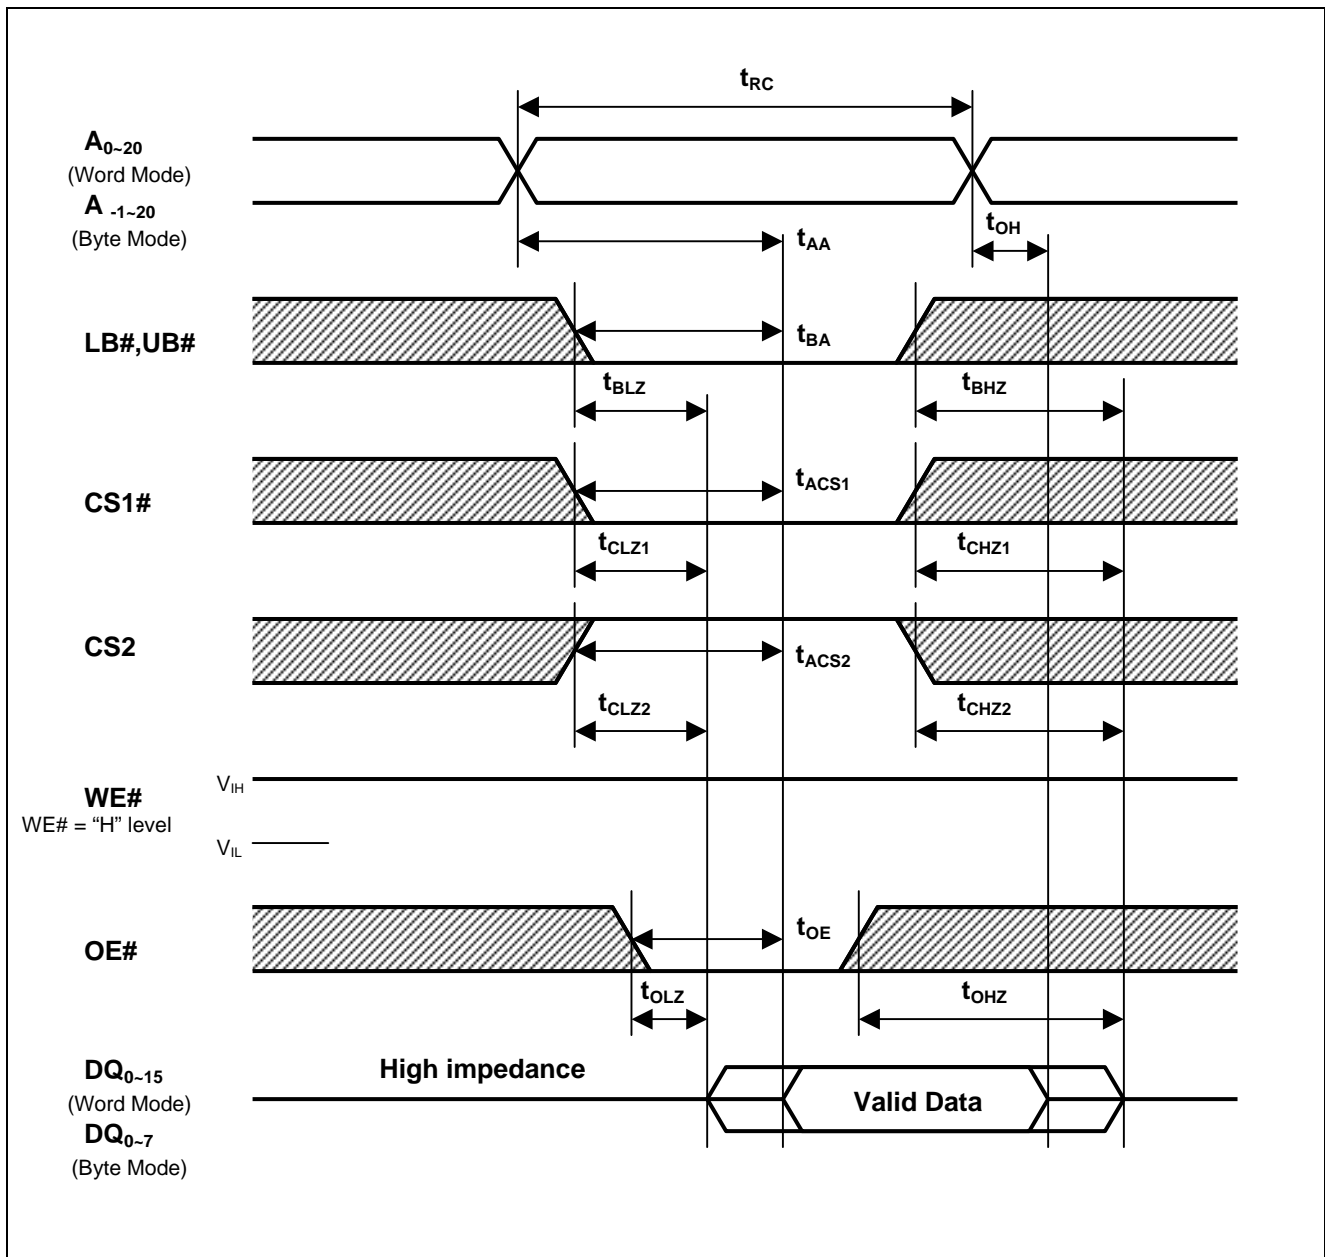 tRC
A0~20
(Word Mode)
A -1~20
(Byte Mode)
tOH
tAA
LB#,UB#
tBA
tBLZ
tBHZ
CS1#
tACS1
tCLZ1
tCHZ1
CS2
tACS2
tCLZ2
tCHZ2
VIH
WE#
WE# = “H” level
VIL
tOE
OE#
tOLZ
tOHZ
High impedance
DQ0~15
(Word Mode)
Valid Data
DQ0~7
(Byte Mode)